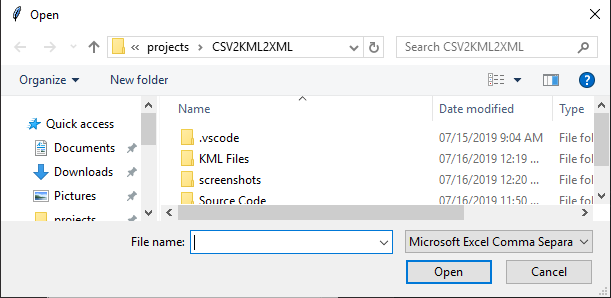 Open
projects > CSV2KML2XML
Search CSV2KML2XML
Organize
New folder
?
Name
Date modified
Type
Quick access
Documents
Downloads
Pictures
projects
.vscode 07/15/2019 9:04 AM File fol
KML Files 07/16/2019 12:19 ... File fol
screenshots 07/16/2019 12:20 ... File fol
Source Code 07/16/2019 11:50 ... File fol
File name:
Microsoft Excel Comma Separa
Open
Cancel